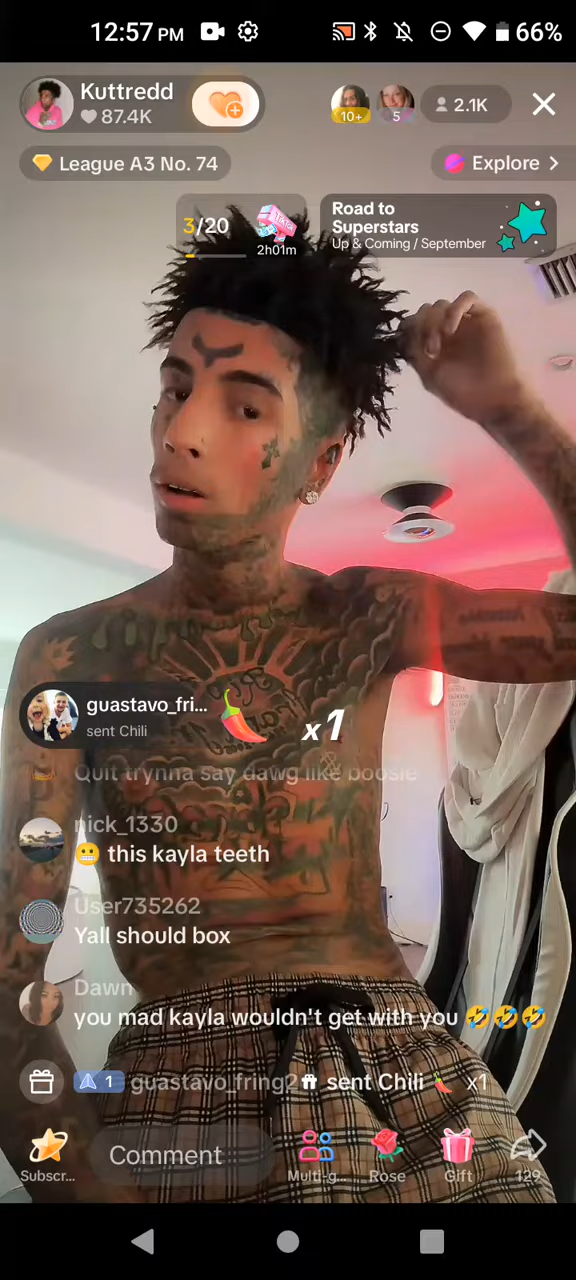 12:57 PM
66%
Kuttredd
87.4K
10+
5
2.1K
League A3 No. 74
Explore >
3/20
TikTok
2h01m
Road to
Superstars
Up & Coming / September
guastavo_fri...
sent Chili
x1
Quit trynna say dawg like boosie
nick_1330
😬 this kayla teeth
User735262
Yall should box
Dawn
you mad kayla wouldn't get with you 🤣🤣🤣
1 guastavo_fring2 sent Chili 🌶️ x1
Subscr...
Comment
Multi-g...
Rose
Gift
129